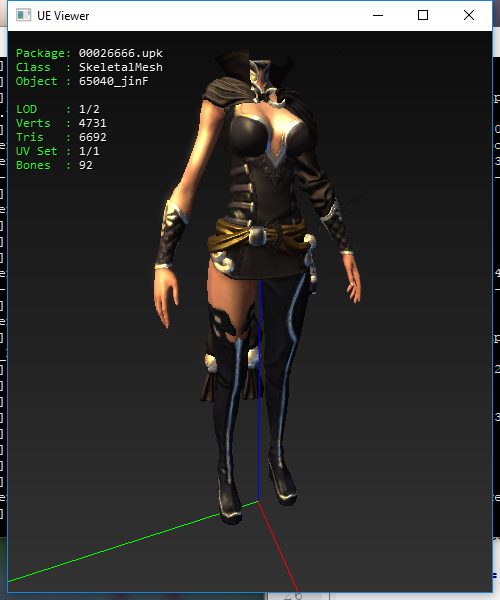 UE Viewer
Package: 00026666.upk
Class  : SkeletalMesh
Object : 65040_jinF
LOD    : 1/2
Verts  : 4731
Tris   : 6692
UV Set : 1/1
Bones  : 92